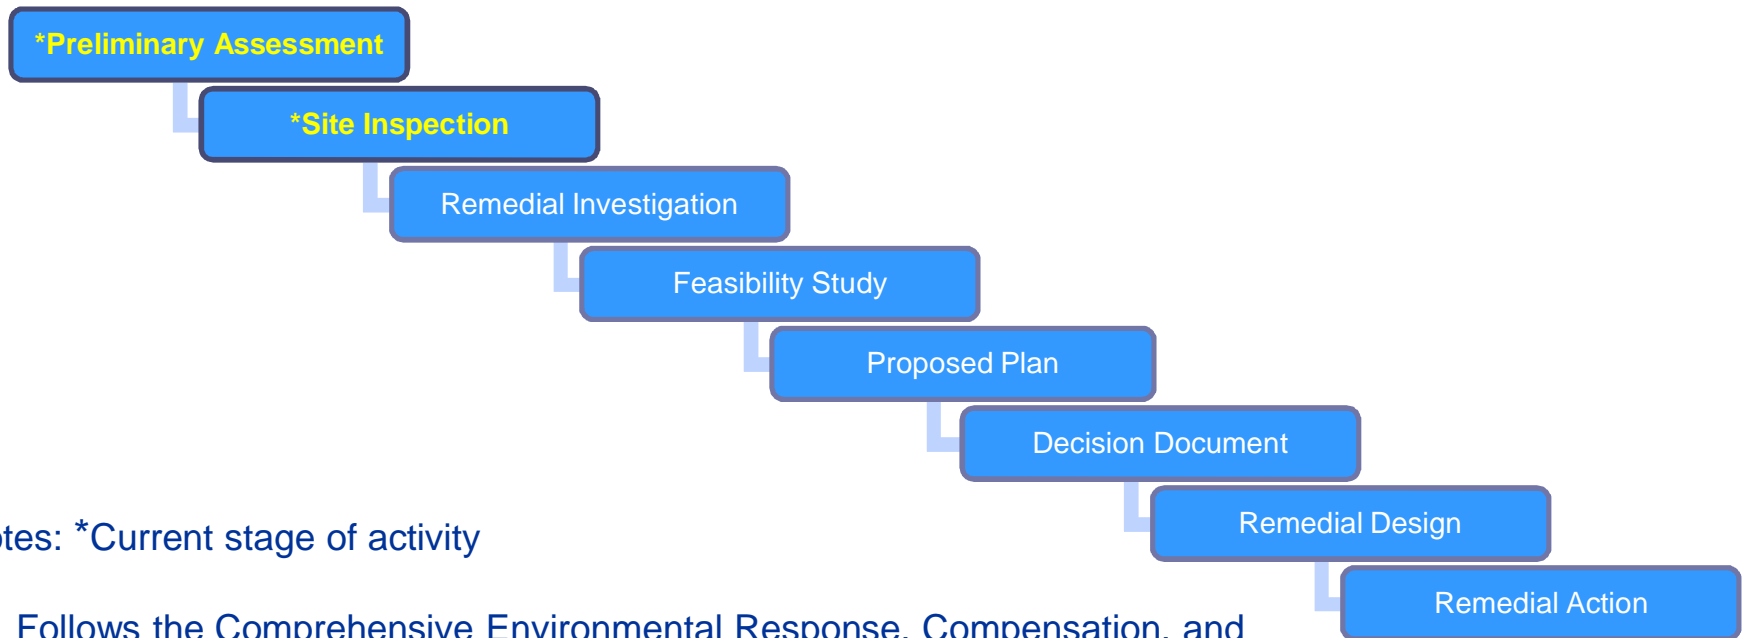 *Preliminary Assessment
*Site Inspection
Remedial Investigation
Feasibility Study
Proposed Plan
Decision Document
Remedial Design
otes: *Current stage of activity
Remedial Action
Follows the Comprehensive Environmental Response, Compensation, and